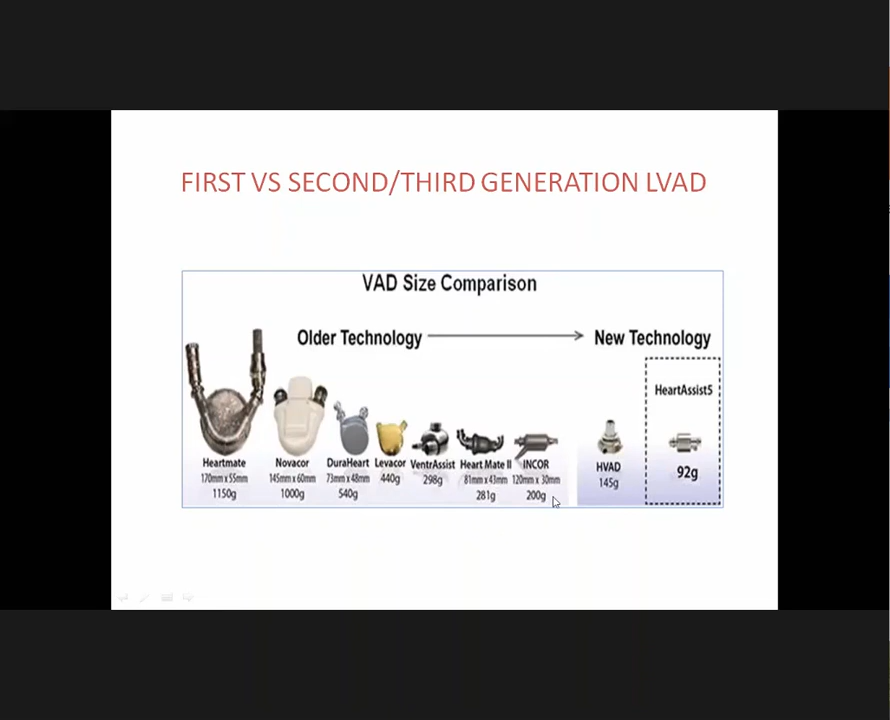 FIRST VS SECOND/THIRD GENERATION LVAD
VAD Size Comparison
Older Technology
New Technology
HeartAssist5
92g
Heartmate
170mm x 55mm
1150g
Novacor
145mm x 60mm
1000g
DuraHeart
73mm x 48mm
540g
Levacor
440g
VentrAssist
298g
Heart Mate II
81mm x 43mm
281g
INCOR
120mm x 30mm
200g
HVAD
145g